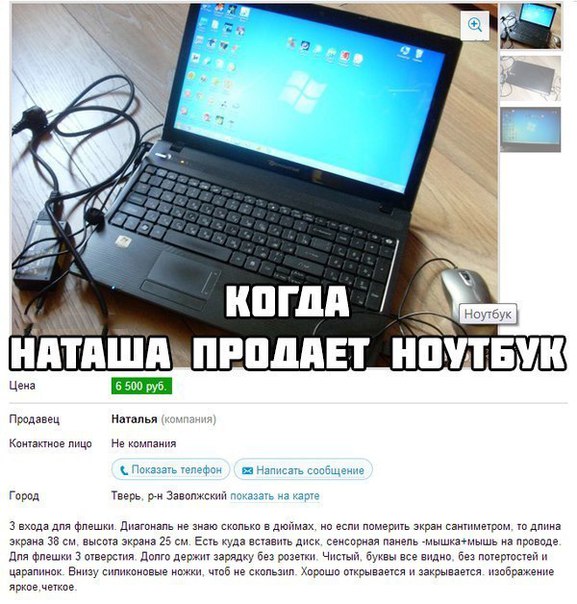 КОГДА
Ноутбук
НАТАША ПРОДАЕТ НОУТБУК
Цена 6 500 руб.
Продавец Наталья (компания)
Контактное лицо Не компания
Показать телефон Написать сообщение
Город Тверь, р-н Заволжский показать на карте
3 входа для флешки. Диагональ не знаю сколько в дюймах, но если померить экран сантиметром, то длина
экрана 38 см, высота экрана 25 см. Есть куда вставить диск, сенсорная панель -мышка+мышь на проводе.
Для флешки 3 отверстия. Долго держит зарядку без розетки. Чистый, буквы все видно, без потертостей и
царапинок. Внизу силиконовые ножки, чтоб не скользил. Хорошо открывается и закрывается. изображение
яркое,четкое.